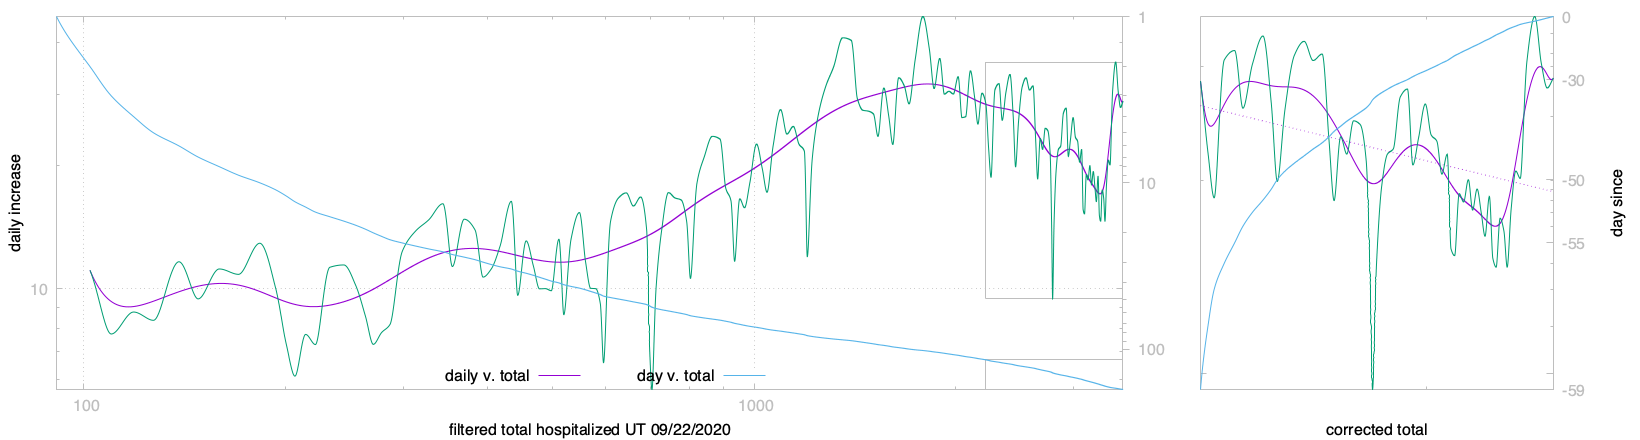 daily increase
10
100
1000
1
10
100
daily v. total
day v. total
filtered total hospitalized UT 09/22/2020
0
-30
-50
-55
-59
day since
corrected total